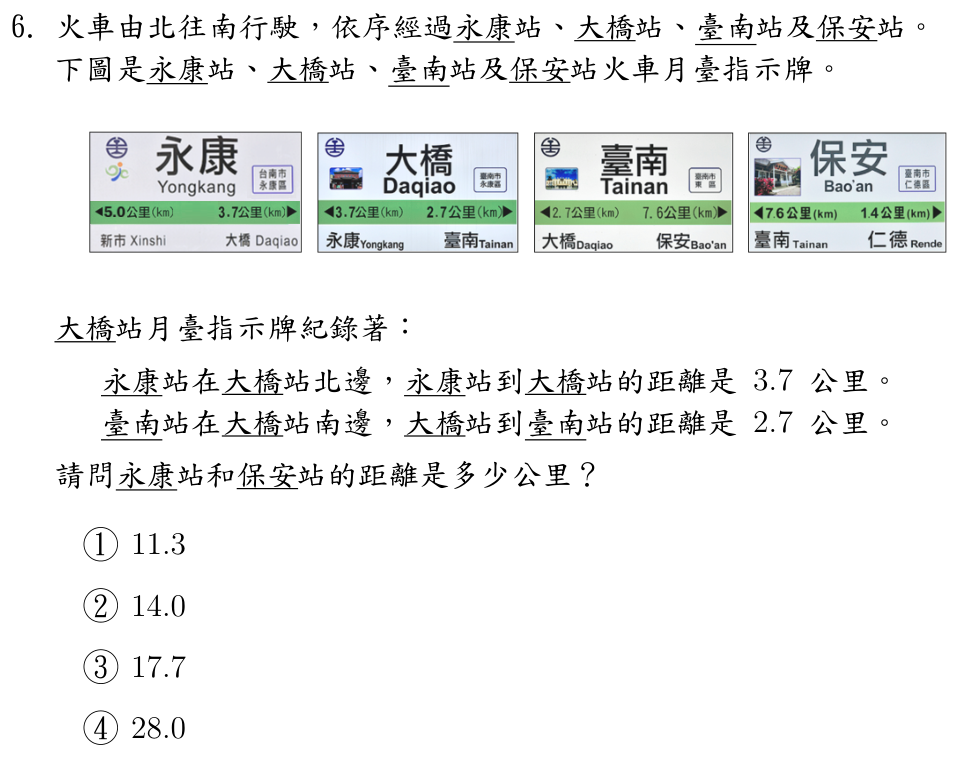 6. 火車由北往南行駛，依序經過永康站、大橋站、臺南站及保安站。
下圖是永康站、大橋站、臺南站及保安站火車月臺指示牌。
永康
Yongkang
台南市
永康區
◀5.0公里(km) 3.7公里(km)▶
新市 Xinshi 大橋 Daqiao
大橋
Daqiao
臺南市
永康區
◀3.7公里(km) 2.7公里(km)▶
永康Yongkang 臺南Tainan
臺南
Tainan
臺南市
東區
◀2.7公里(km) 7.6公里(km)▶
大橋Daqiao 保安Bao'an
保安
Bao'an
臺南市
仁德區
◀7.6公里(km) 1.4公里(km)▶
臺南 Tainan 仁德 Rende
大橋站月臺指示牌紀錄著：
永康站在大橋站北邊，永康站到大橋站的距離是 3.7 公里。
臺南站在大橋站南邊，大橋站到臺南站的距離是 2.7 公里。
請問永康站和保安站的距離是多少公里？
① 11.3
② 14.0
③ 17.7
④ 28.0